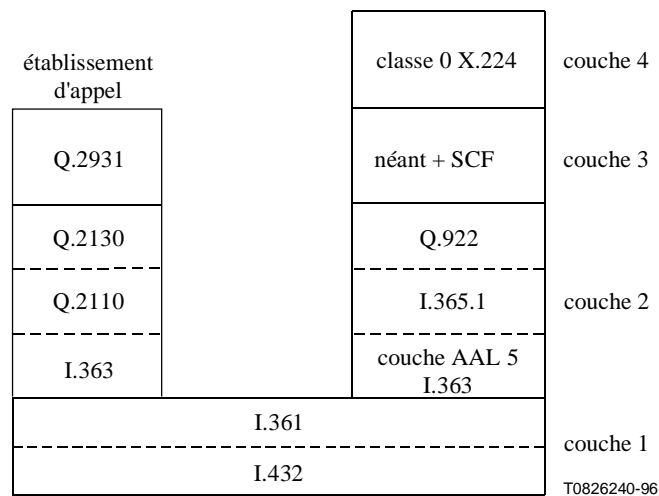 établissement
d'appel
classe 0 X.224
couche 4
Q.2931
néant + SCF
couche 3
Q.2130
Q.922
Q.2110
I.365.1
couche 2
I.363
couche AAL 5
I.363
I.361
couche 1
I.432
T0826240-96